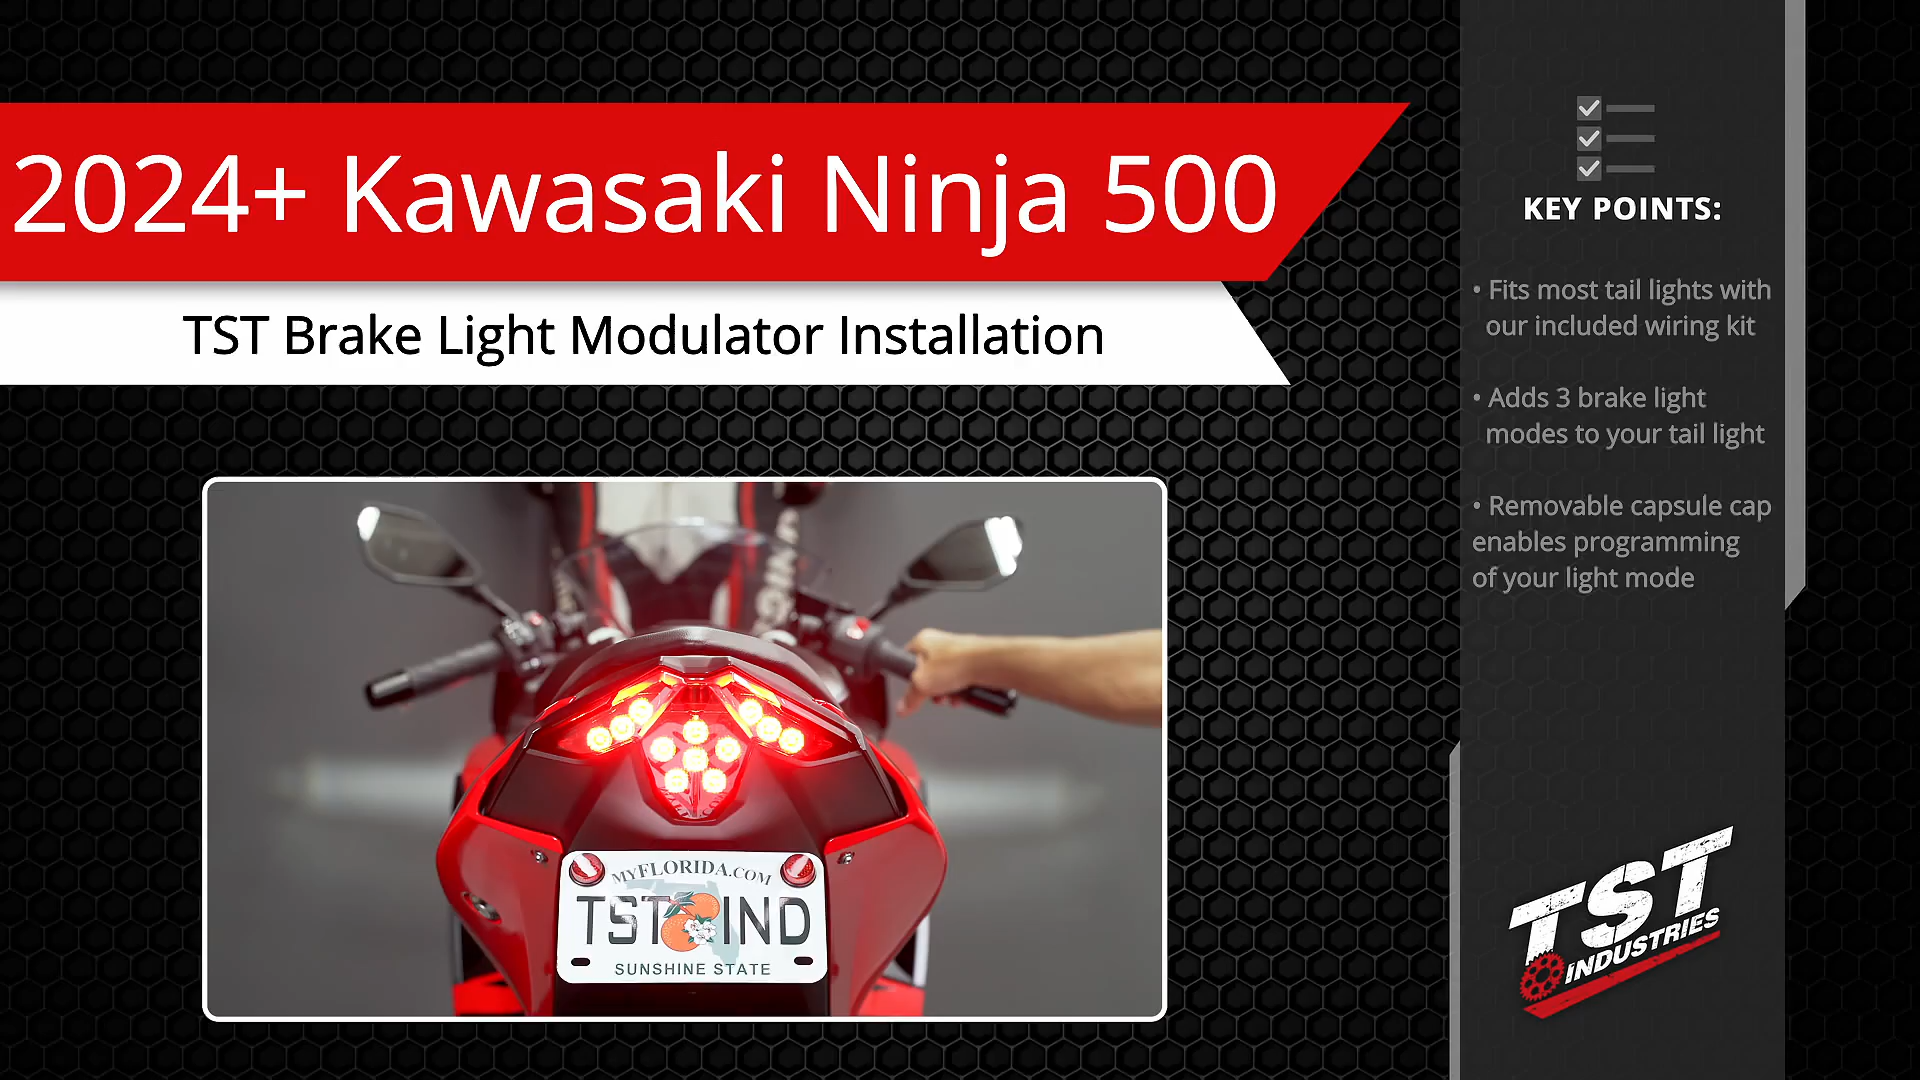 2024+ Kawasaki Ninja 500
TST Brake Light Modulator Installation
KEY POINTS:
• Fits most tail lights with
our included wiring kit
• Adds 3 brake light
modes to your tail light
• Removable capsule cap
enables programming
of your light mode
MYFLORIDA.COM
TST IND
SUNSHINE STATE
TST
INDUSTRIES